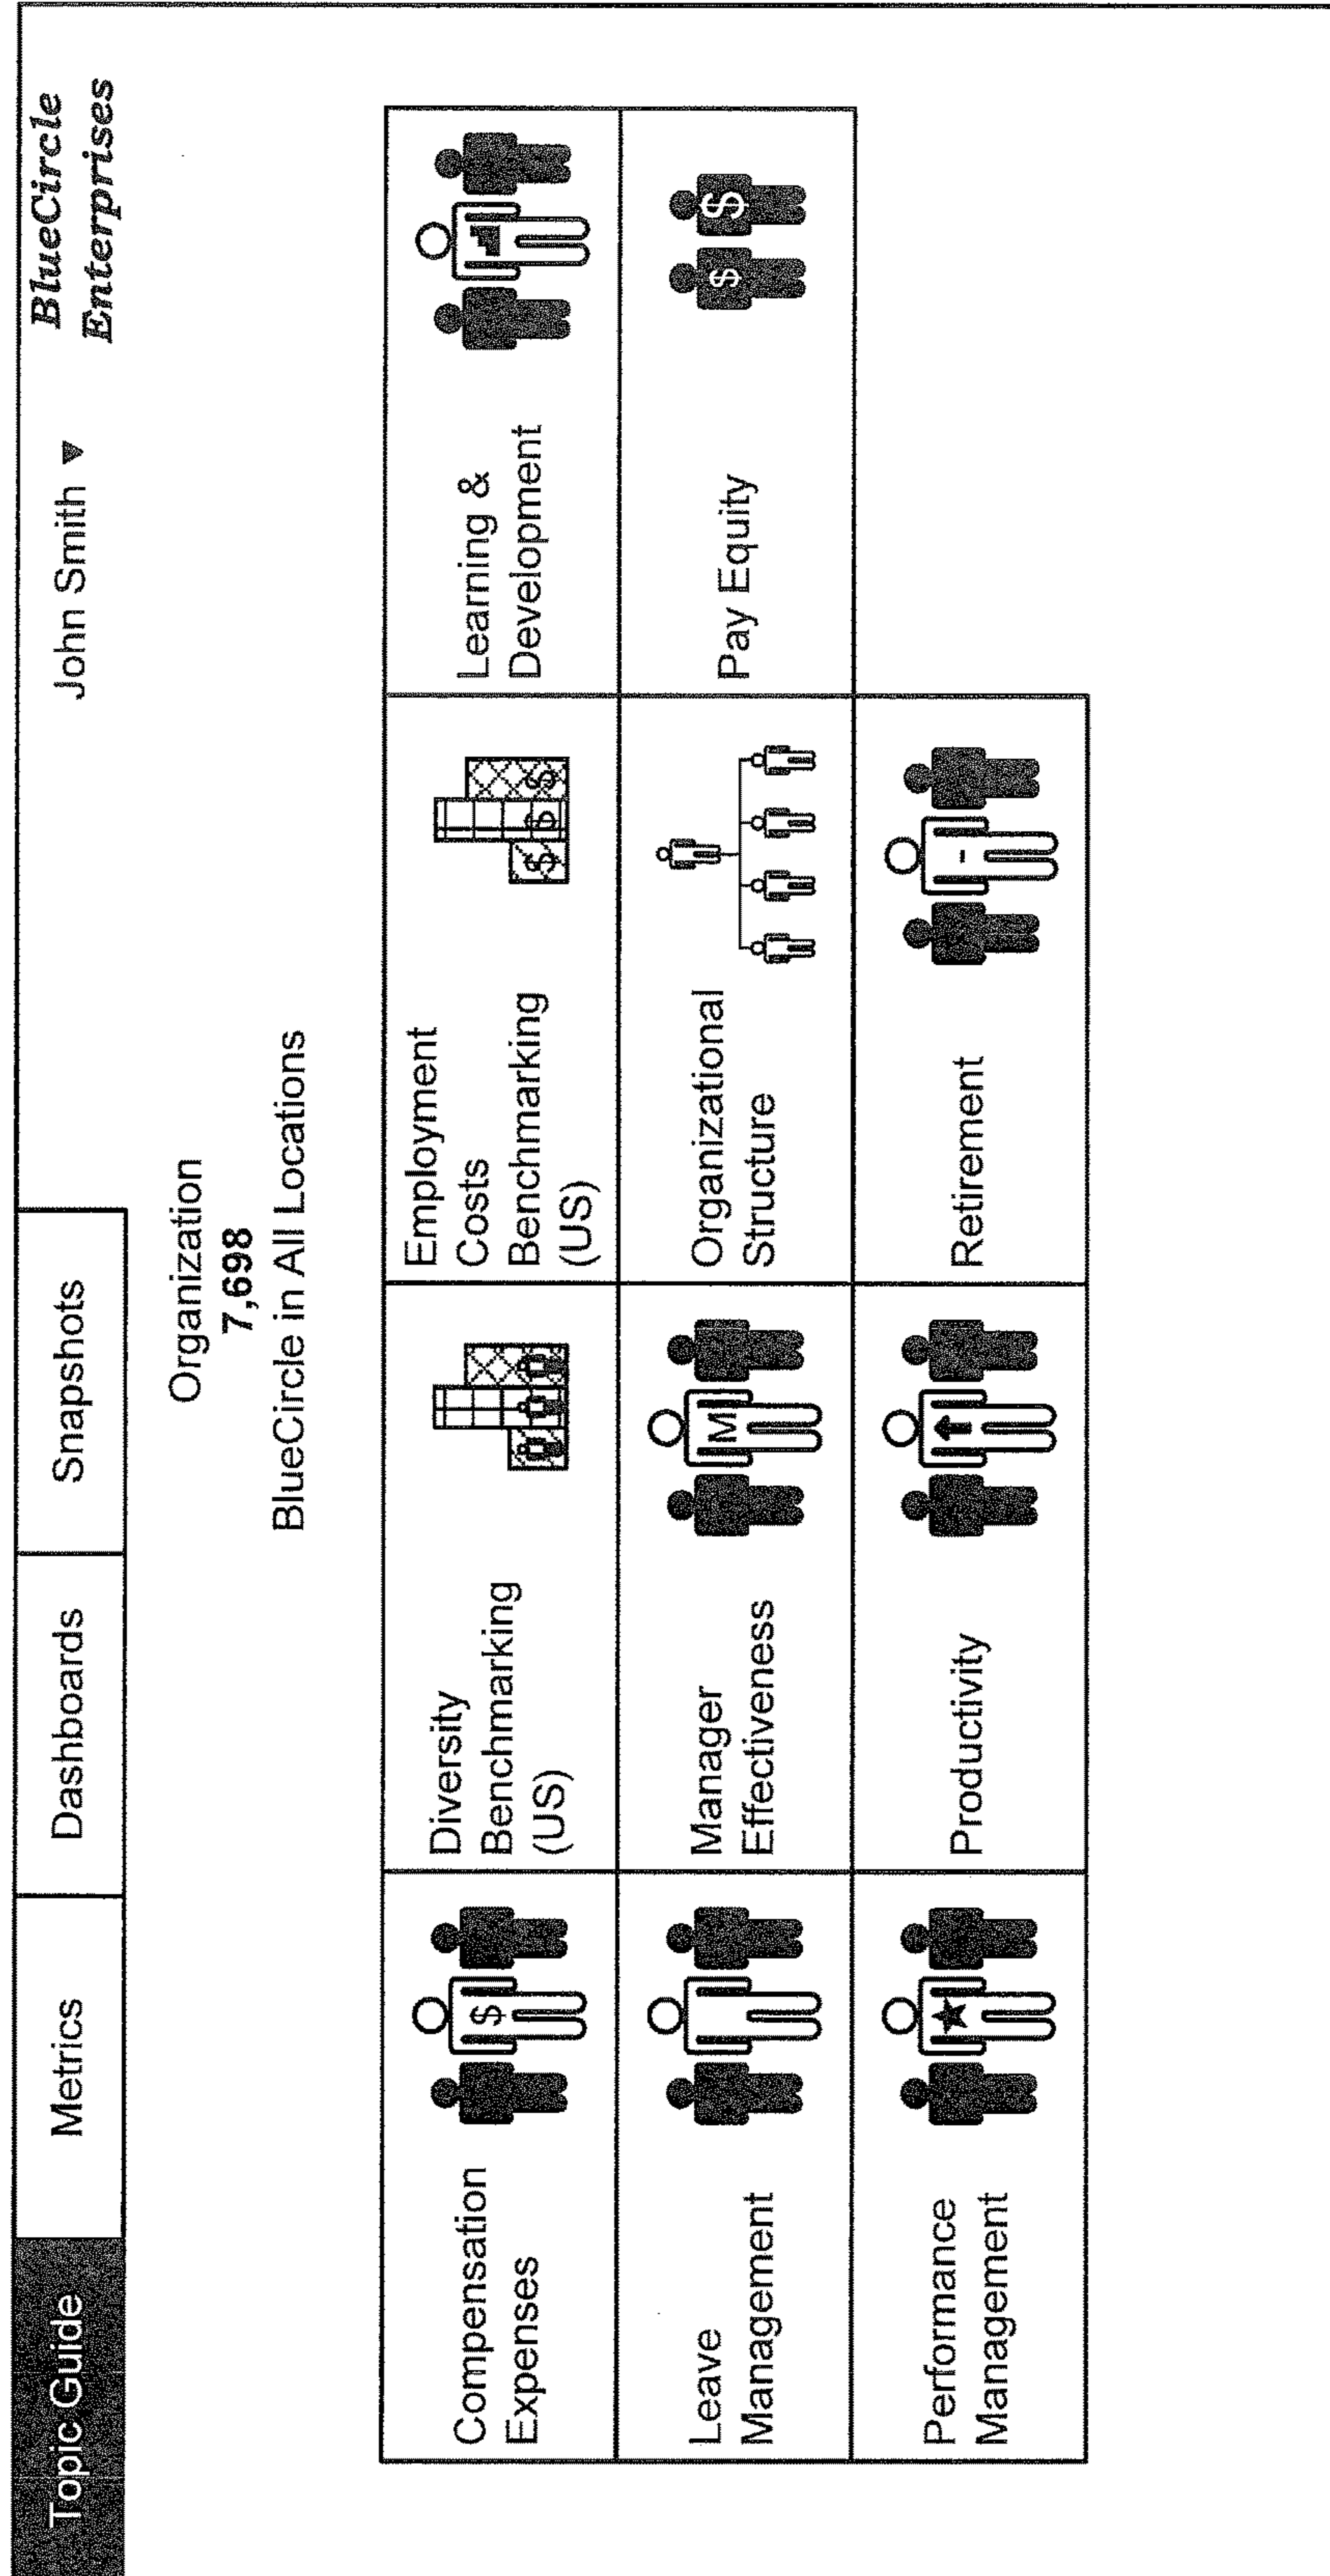 Topic Guide
Metrics
Dashboards
Snapshots
John Smith ▼
BlueCircle
Enterprises
Organization
7,698
BlueCircle in All Locations
Compensation
Expenses
$
Diversity
Benchmarking
(US)
Employment
Costs
Benchmarking
(US)
$ $ $
Learning &
Development
Leave
Management
Manager
Effectiveness
M
Organizational
Structure
Pay Equity
$ $
Performance
Management
Productivity
Retirement
-